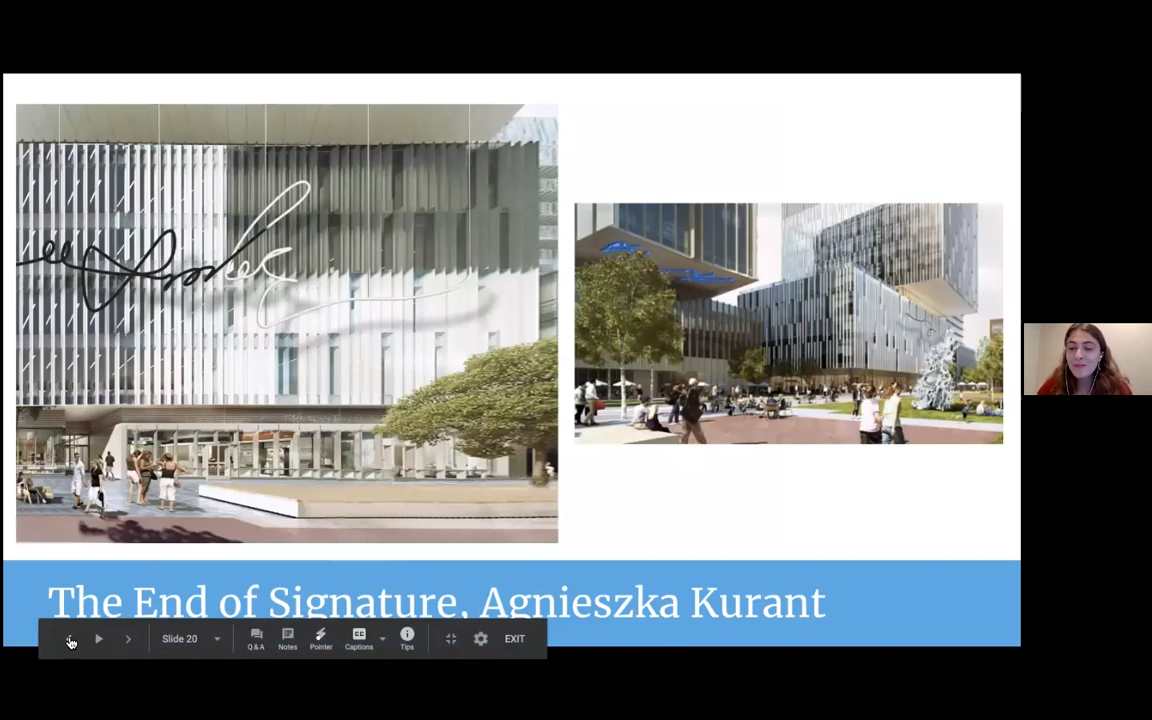 The End of Signature, Agnieszka Kurant
Slide 20
Q & A
Notes
Pointer
Captions
Tips
EXIT